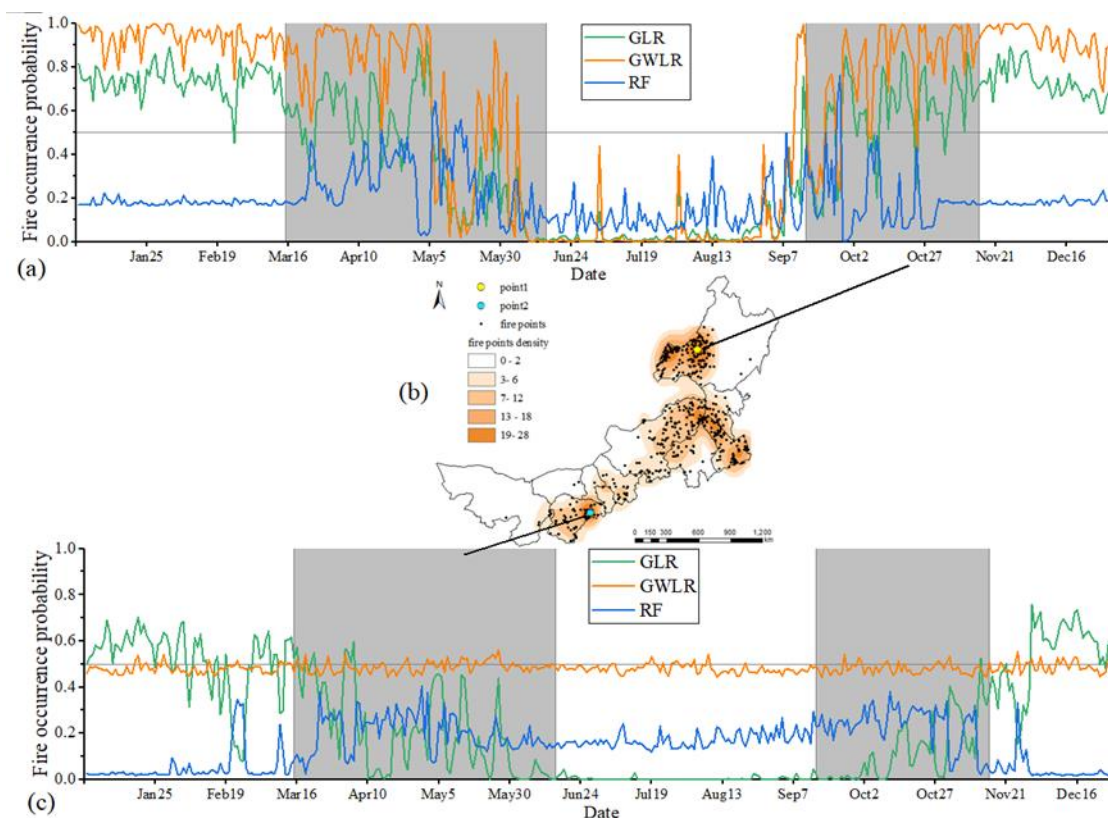 Fire occurrence probability
1.0
0.8
0.6
0.4
0.2
0.0
GLR
GWLR
RF
Jan25 Feb19 Mar16 Apr10 May5 May30 Jun24 Jul19 Aug13 Sep7 Oct2 Oct27 Nov21 Dec16
Date
(a)
N
point1
point2
fire points
fire points density
0 - 2
3- 6
7- 12
13 - 18
19- 28
(b)
0 150 300 600 900 1,200
km
Fire occurrence probability
1.0
0.8
0.6
0.4
0.2
0.0
GLR
GWLR
RF
Jan25 Feb19 Mar16 Apr10 May5 May30 Jun24 Jul19 Aug13 Sep7 Oct2 Oct27 Nov21 Dec16
Date
(c)